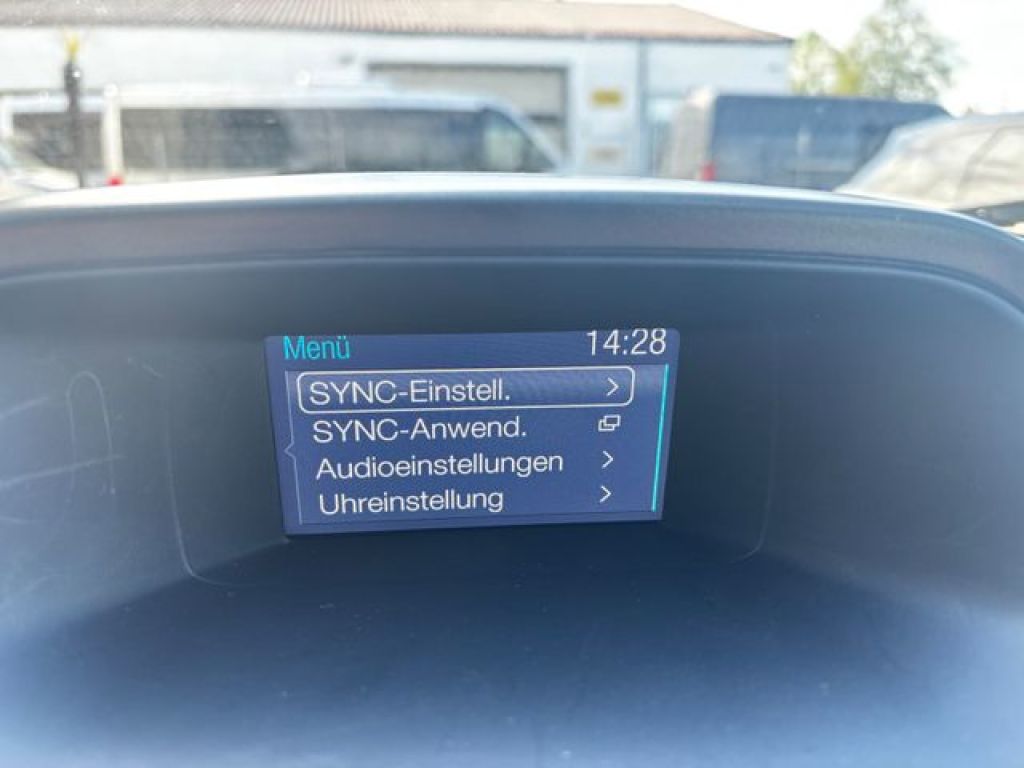 Menü 14:28
SYNC-Einstell.
SYNC-Anwend.
Audioeinstellungen
Uhreinstellung